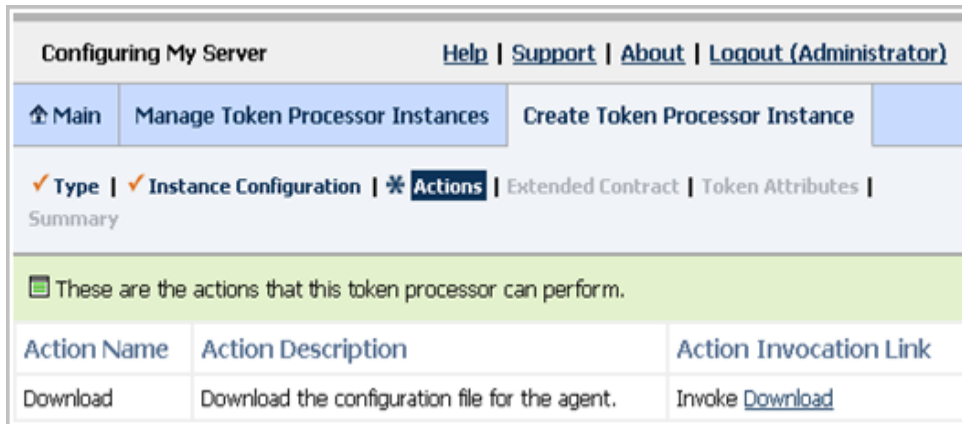 Configuring My Server Help | Support | About | Logout (Administrator)
Main Manage Token Processor Instances Create Token Processor Instance
Type | Instance Configuration | Actions | Extended Contract | Token Attributes |
Summary
These are the actions that this token processor can perform.
Action Name Action Description Action Invocation Link
Download Download the configuration file for the agent. Invoke Download